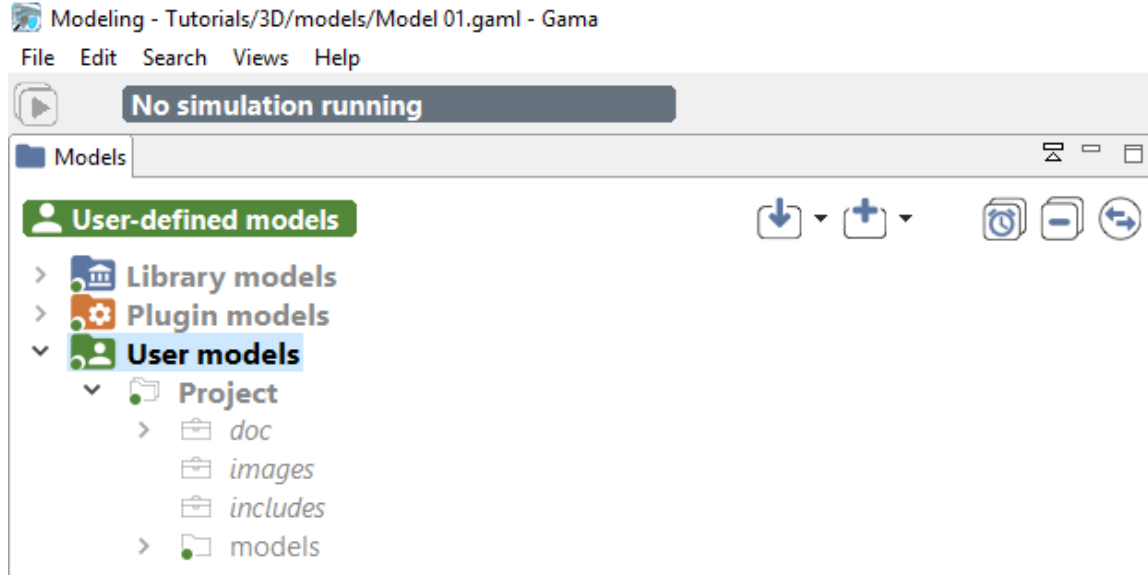 Modeling - Tutorials/3D/models/Model 01.gaml - Gama
File Edit Search Views Help
No simulation running
Models
User-defined models
Library models
Plugin models
User models
Project
doc
images
includes
models